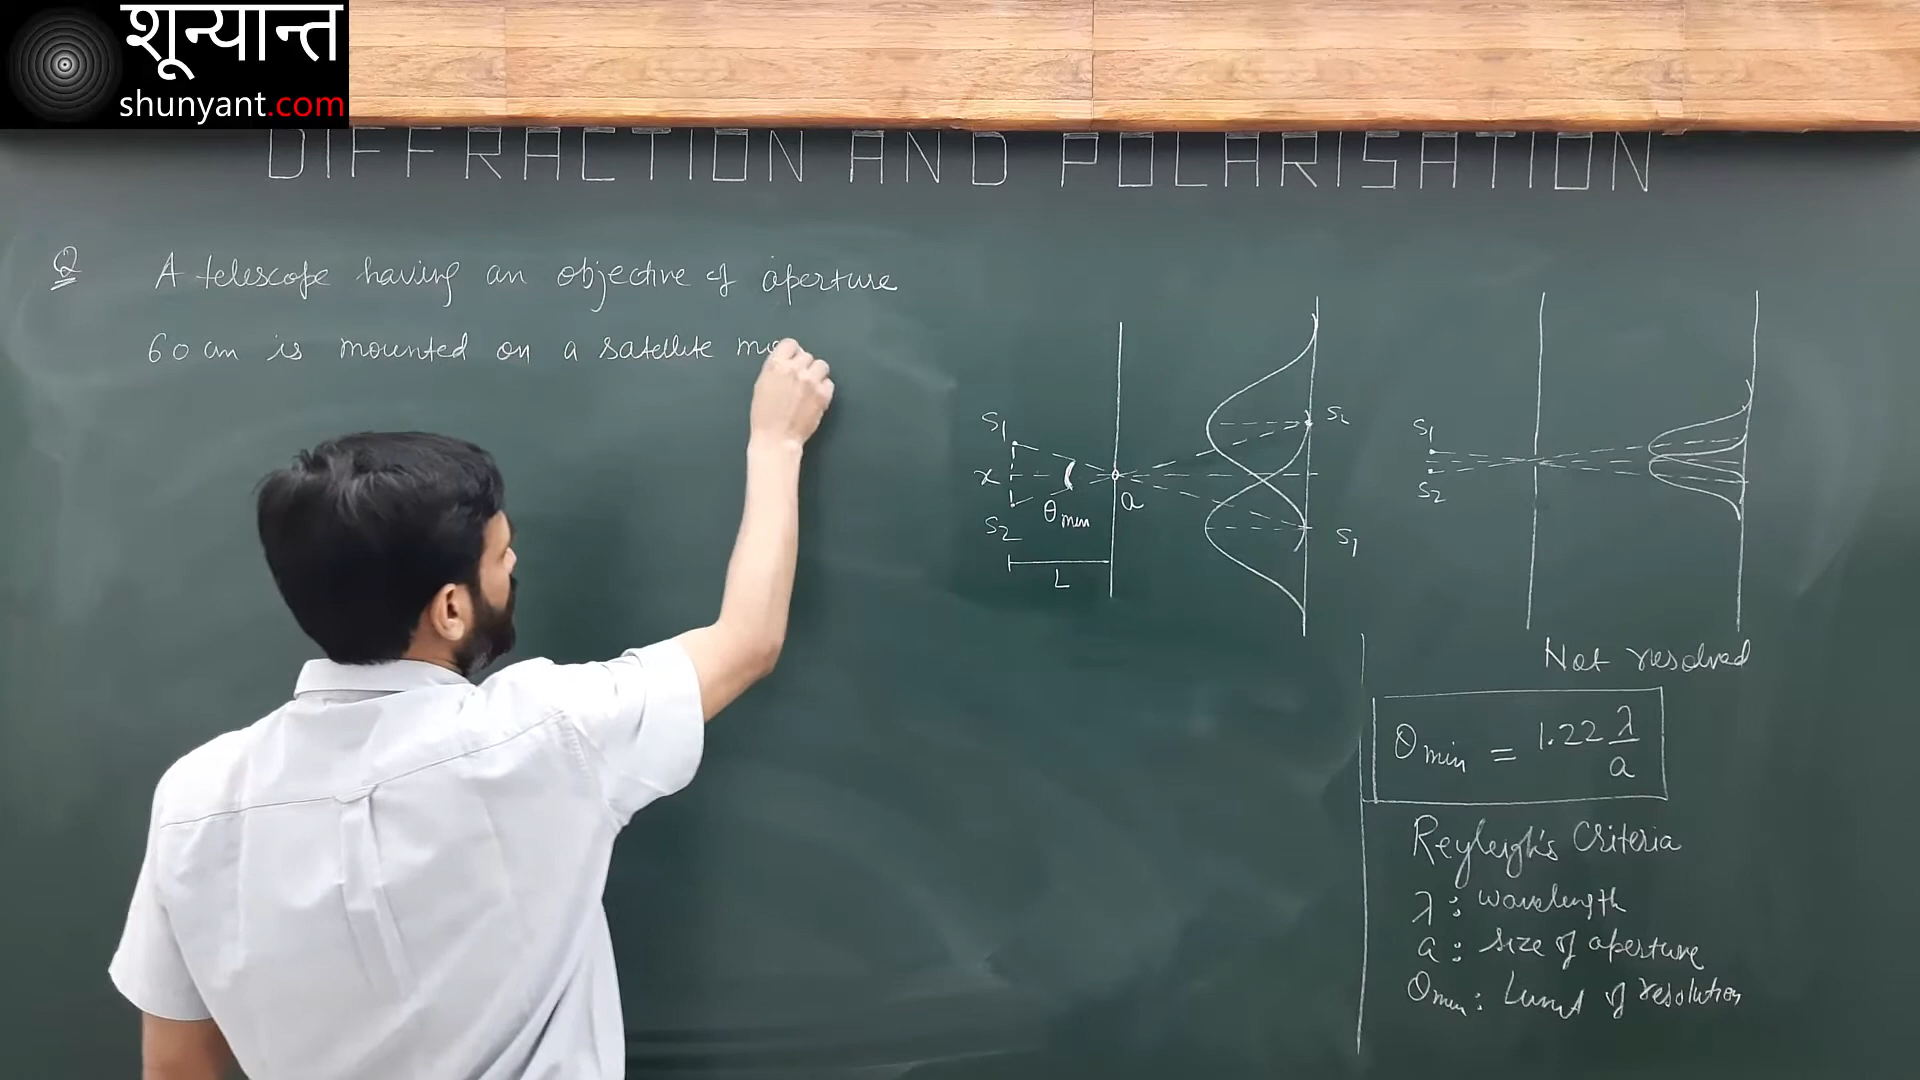 शून्यान्त
shunyant.com
DIFFRACTION AND POLARISATION
Q A telescope having an objective of aperture
60 cm is mounted on a satellite
S1
x
S2
θmin
a
L
S2
S1
S1
S2
Not resolved
θmin = 1.22 λ/a
Reyleigh's Criteria
λ : wavelength
a : size of aperture
θmin : Limit of resolution